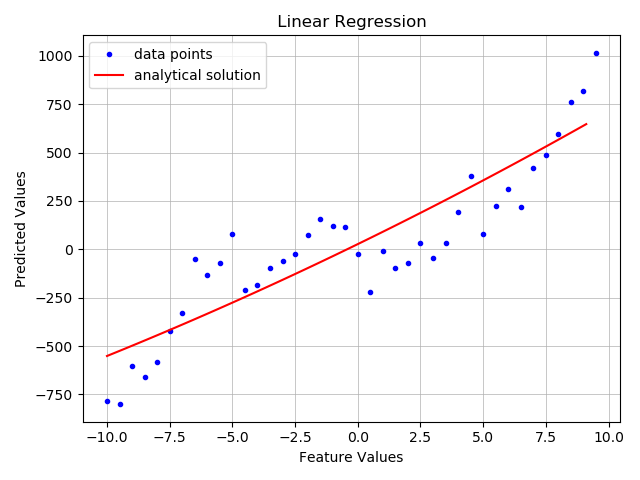 Linear Regression
data points
analytical solution
Predicted Values
1000
750
500
250
0
−250
−500
−750
−10.0 −7.5 −5.0 −2.5 0.0 2.5 5.0 7.5 10.0
Feature Values